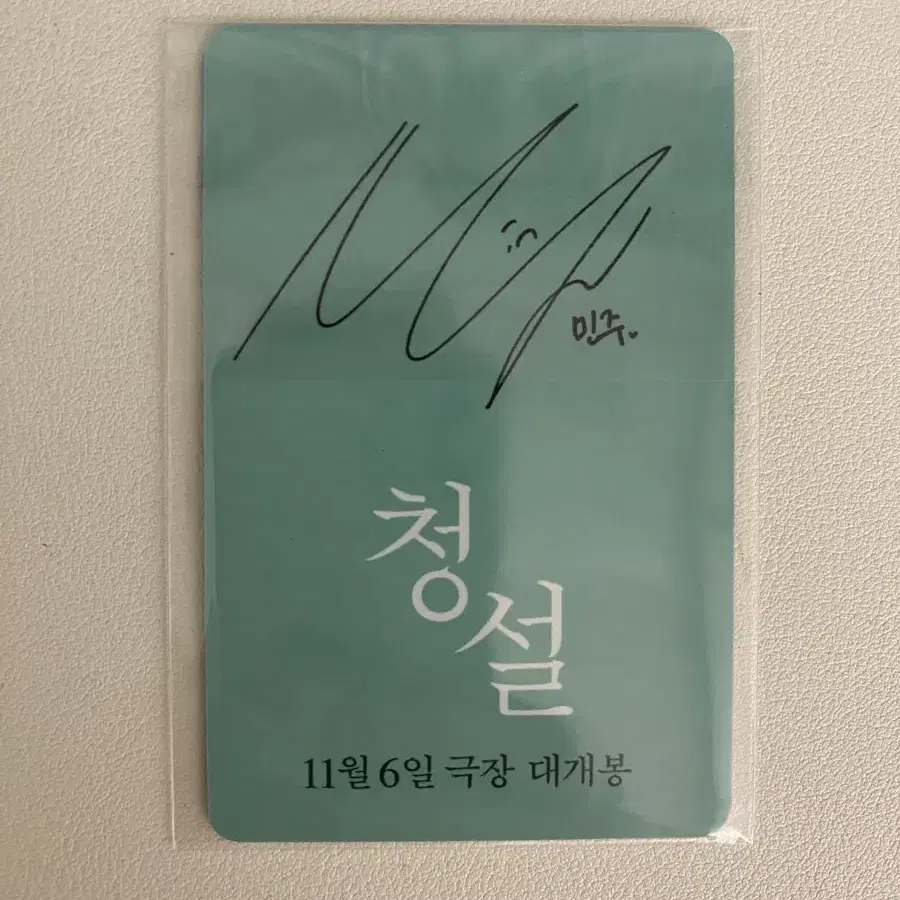 민주
청설
11월 6일 극장 대개봉